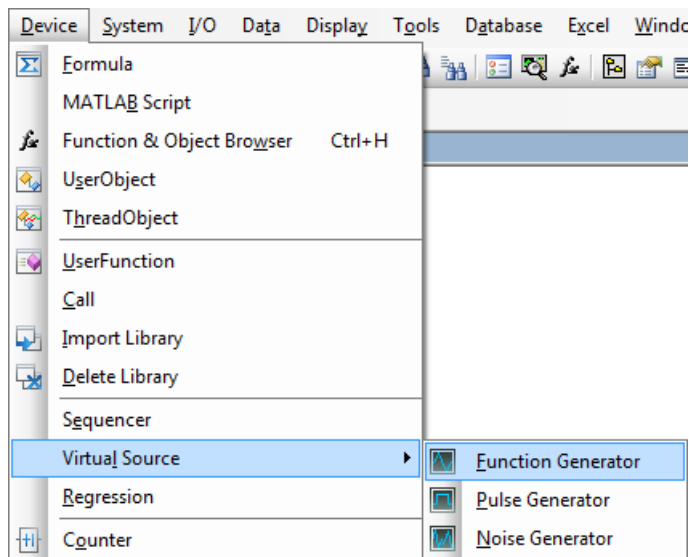 Device System I/O Data Display Tools Database Excel
Formula
MATLAB Script
Function & Object Browser Ctrl+H
UserObject
ThreadObject
UserFunction
Call
Import Library
Delete Library
Sequencer
Virtual Source
Function Generator
Regression
Pulse Generator
Counter
Noise Generator